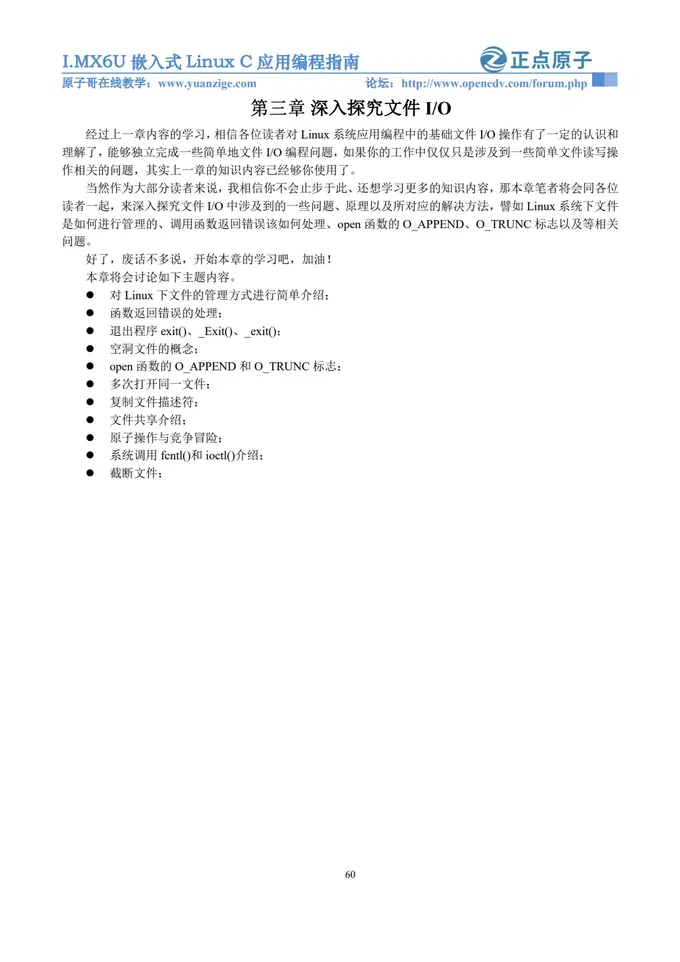 I.MX6U 嵌入式 Linux C 应用编程指南
正点原子
原子哥在线教学：www.yuanzige.com
论坛：http://www.openedv.com/forum.php
第三章 深入探究文件 I/O
经过上一章内容的学习，相信各位读者对 Linux 系统应用编程中的基础文件 I/O 操作有了一定的认识和
理解了，能够独立完成一些简单地文件 I/O 编程问题，如果你的工作中仅仅只是涉及到一些简单文件读写操
作相关的问题，其实上一章的知识内容已经够你使用了。
当然作为大部分读者来说，我相信你不会止步于此、还想学习更多的知识内容，那本章笔者将会同各位
读者一起，来深入探究文件 I/O 中涉及到的一些问题、原理以及所对应的解决方法，譬如 Linux 系统下文件
是如何进行管理的、调用函数返回错误该如何处理、open 函数的 O_APPEND、O_TRUNC 标志以及等相关
问题。
好了，废话不多说，开始本章的学习吧，加油！
本章将会讨论如下主题内容。
● 对 Linux 下文件的管理方式进行简单介绍；
● 函数返回错误的处理；
● 退出程序 exit()、_Exit()、_exit()；
● 空洞文件的概念；
● open 函数的 O_APPEND 和 O_TRUNC 标志；
● 多次打开同一文件；
● 复制文件描述符；
● 文件共享介绍；
● 原子操作与竞争冒险；
● 系统调用 fcntl()和 ioctl()介绍；
● 截断文件；
60